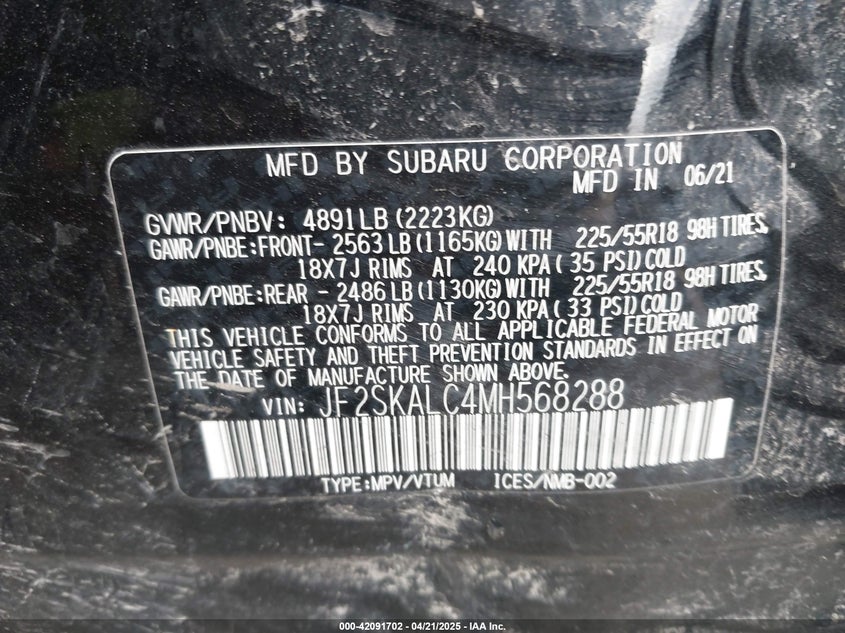 MFD BY SUBARU CORPORATION
MFD IN 06/21
GVWR/PNBV: 4891LB (2223KG)
GAWR/PNBE:FRONT- 2563LB (1165KG) WITH 225/55R18 98H TIRES,
18X7J RIMS AT 240 KPA ( 35 PSI) COLD
GAWR/PNBE:REAR - 2486LB (1130KG) WITH 225/55R18 98H TIRES,
18X7J RIMS AT 230 KPA ( 33 PSI) COLD
THIS VEHICLE CONFORMS TO ALL APPLICABLE FEDERAL MOTOR
VEHICLE SAFETY AND THEFT PREVENTION STANDARDS IN EFFECT ON
THE DATE OF MANUFACTURE SHOWN ABOVE.
VIN: JF2SKALC4MH568288
TYPE:MPV/VTUM ICES/NMB-002
000-42091702 - 04/21/2025 - IAA Inc.